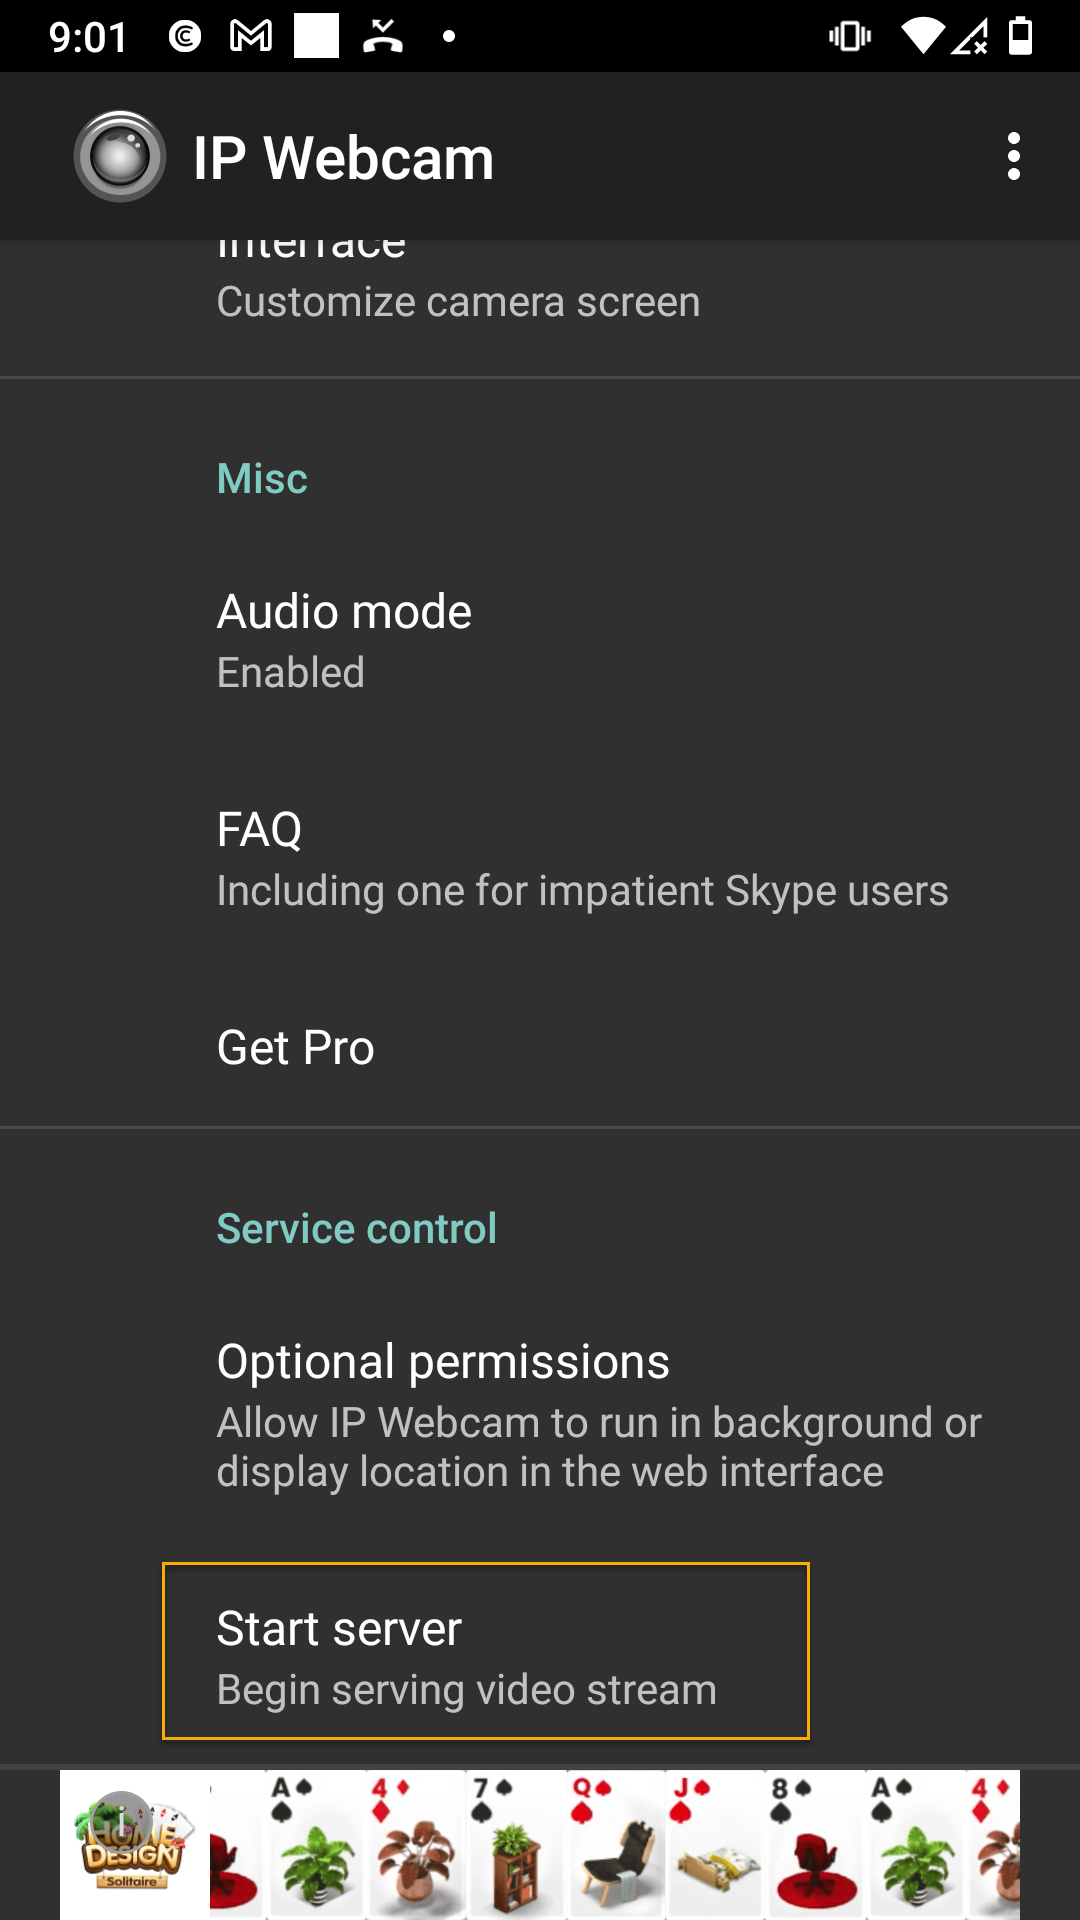 9:01
IP Webcam
Interface
Customize camera screen
Misc
Audio mode
Enabled
FAQ
Including one for impatient Skype users
Get Pro
Service control
Optional permissions
Allow IP Webcam to run in background or
display location in the web interface
Start server
Begin serving video stream
A 4 7 Q J 8 A 4
HOME
DESIGN
Solitaire